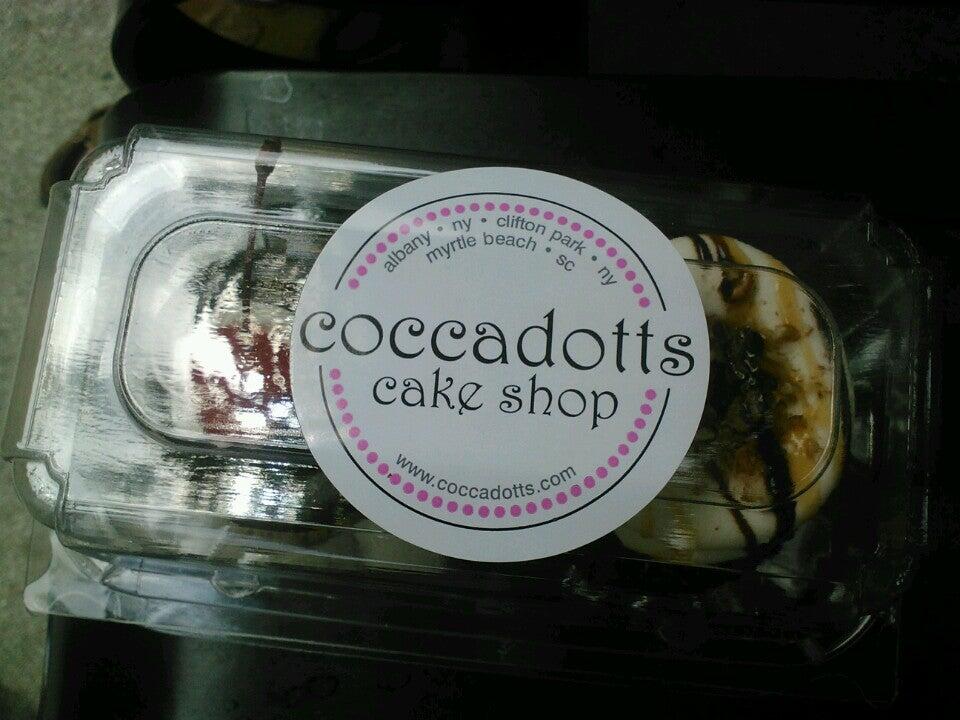 albany • ny • clifton park • ny
myrtle beach • sc
coccadotts
cake shop
www.coccadotts.com